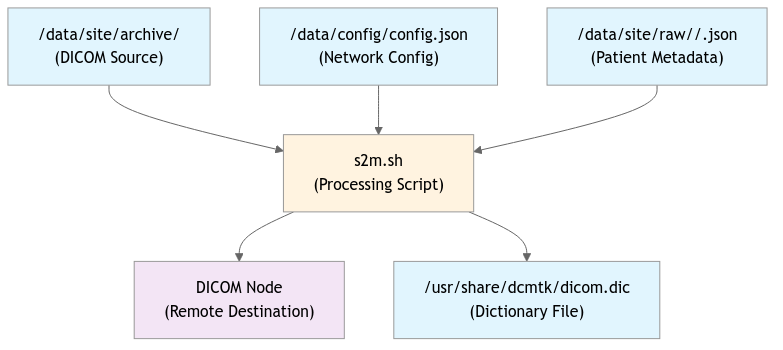 /data/site/archive/
(DICOM Source)
/data/config/config.json
(Network Config)
/data/site/raw//.json
(Patient Metadata)
s2m.sh
(Processing Script)
DICOM Node
(Remote Destination)
/usr/share/dcmtk/dicom.dic
(Dictionary File)